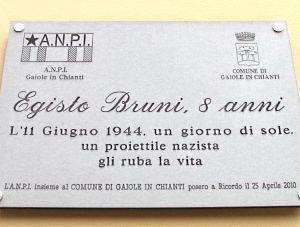 A.N.P.I.
A.N.P.I.
Gaiole in Chianti
COMUNE DI
GAIOLE IN CHIANTI
Egisto Bruni, 8 anni
L'11 Giugno 1944, un giorno di sole,
un proiettile nazista
gli ruba la vita
L'A.N.P.I. insieme al COMUNE DI GAIOLE IN CHIANTI posero a Ricordo il 25 Aprile 2010